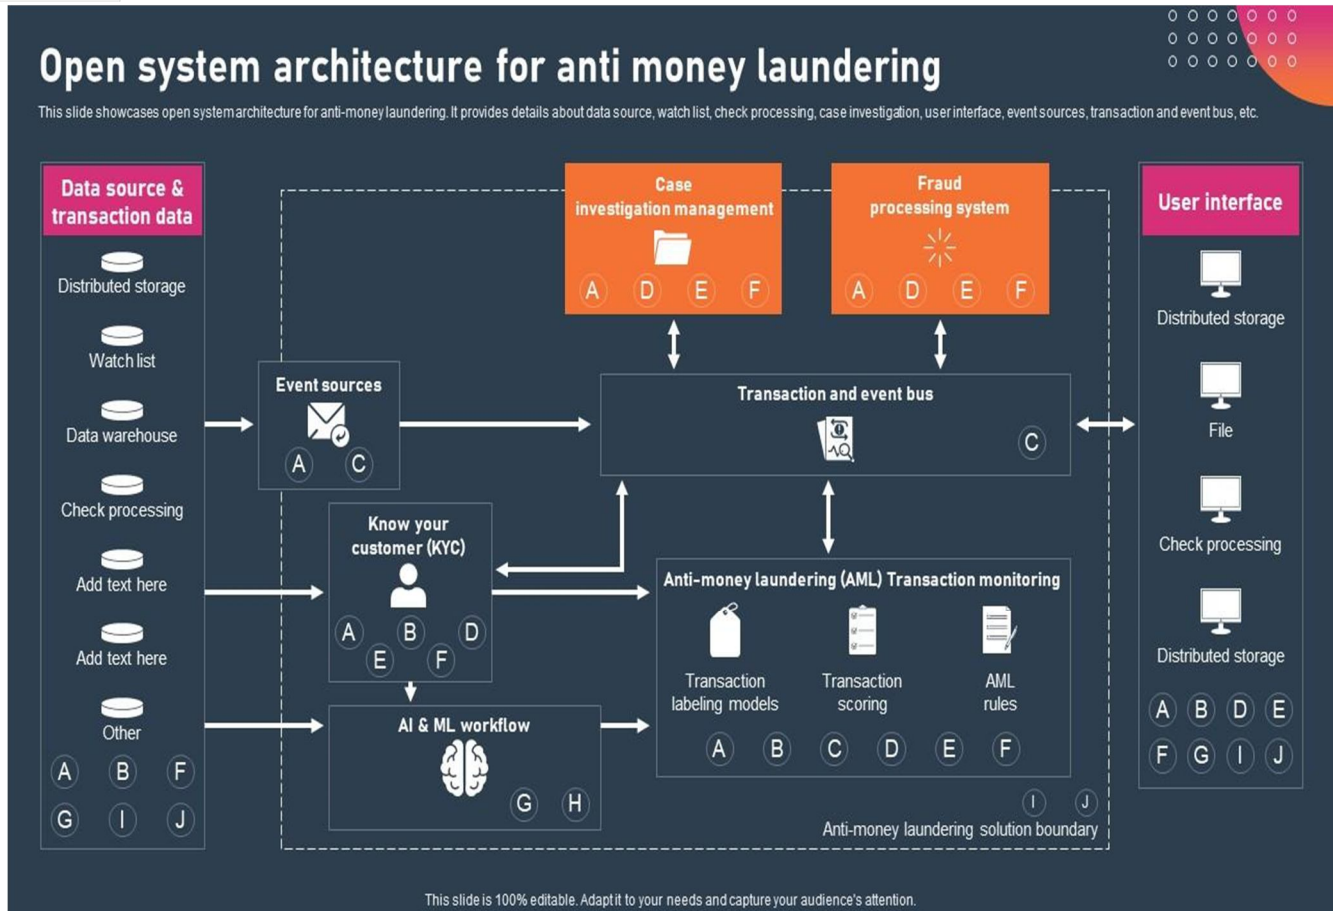 Open system architecture for anti money laundering
This slide showcases open system architecture for anti-money laundering. It provides details about data source, watch list, check processing, case investigation, user interface, event sources, transaction and event bus, etc.
Data source &
transaction data
Distributed storage
Watch list
Data warehouse
Check processing
Add text here
Add text here
Other
A B F
G I J
Event sources
A C
Know your
customer (KYC)
A B D
E F
AI & ML workflow
G H
Case
investigation management
A D E F
Fraud
processing system
A D E F
Transaction and event bus
C
Anti-money laundering (AML) Transaction monitoring
Transaction
labeling models
Transaction
scoring
AML
rules
A B C D E F
I J
Anti-money laundering solution boundary
User interface
Distributed storage
File
Check processing
Distributed storage
A B D E
F G I J
This slide is 100% editable. Adapt it to your needs and capture your audience's attention.